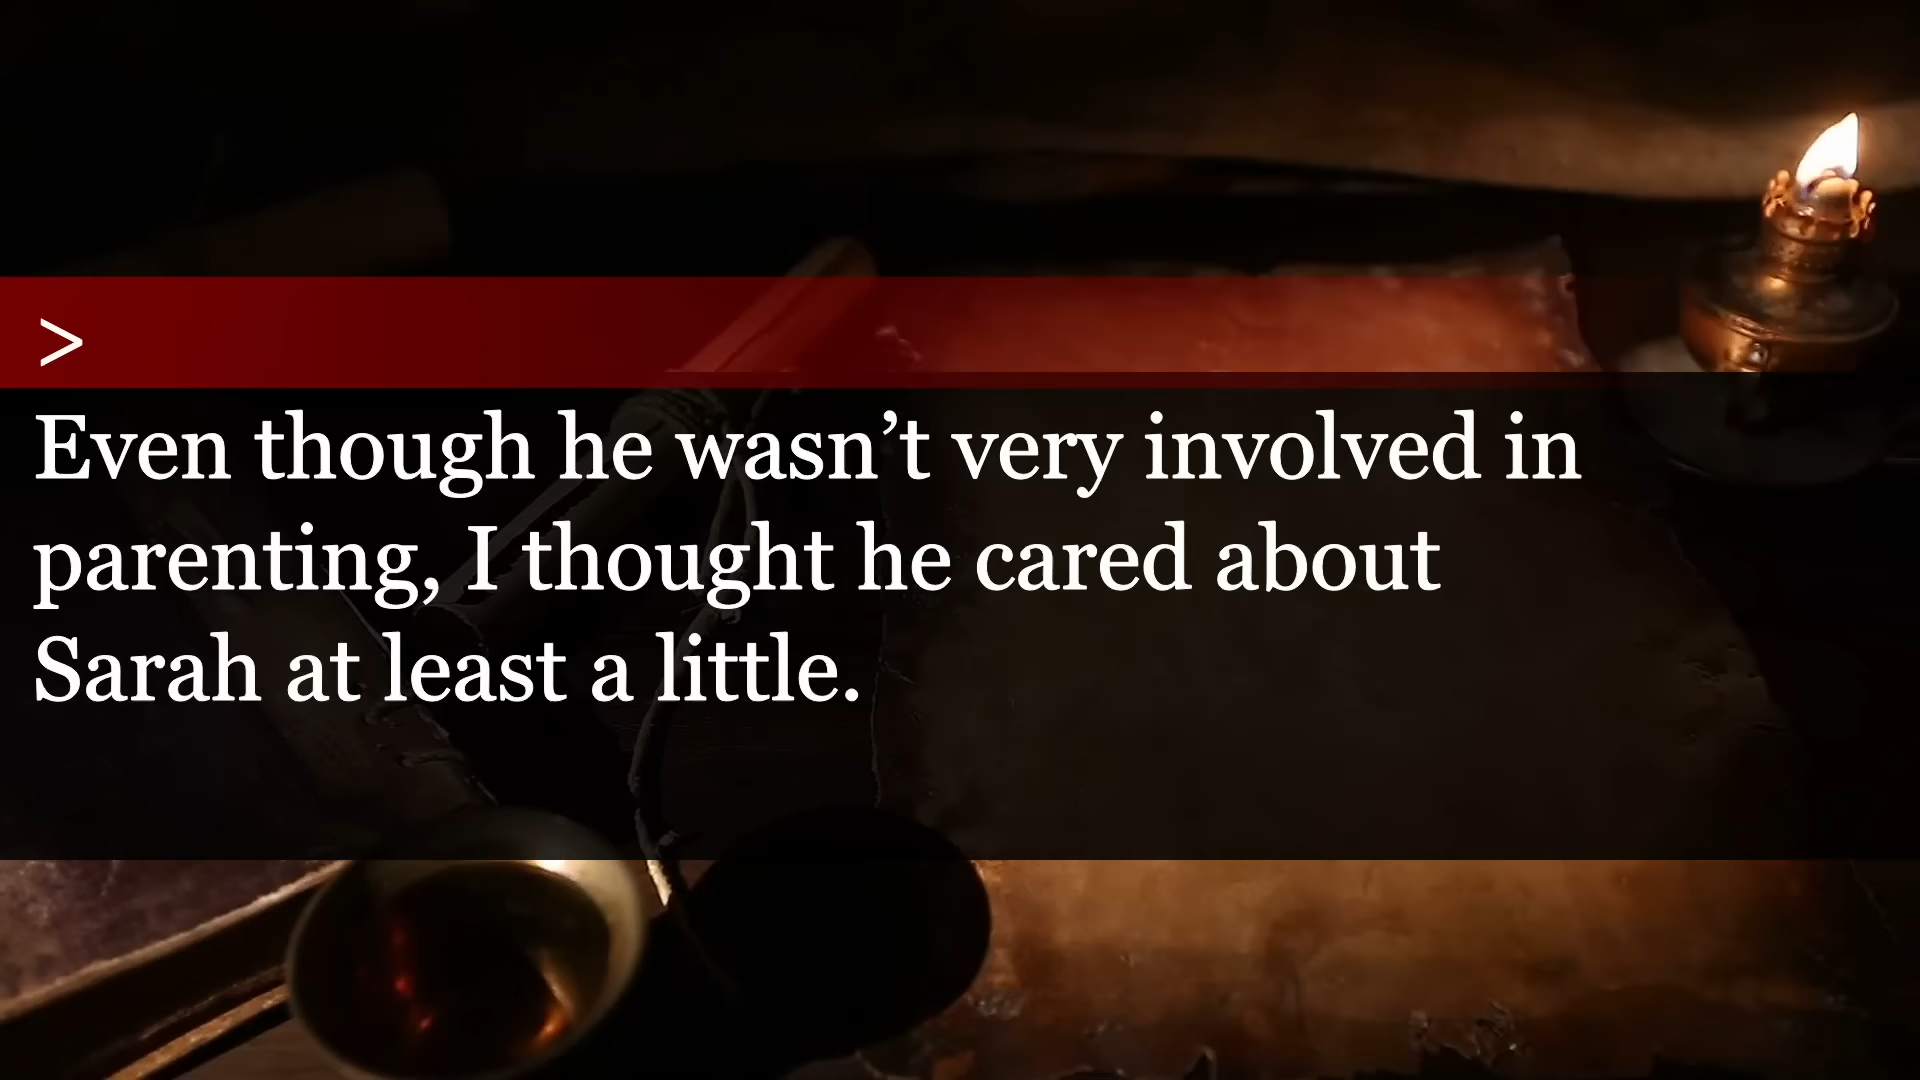 >
Even though he wasn’t very involved in
parenting, I thought he cared about
Sarah at least a little.